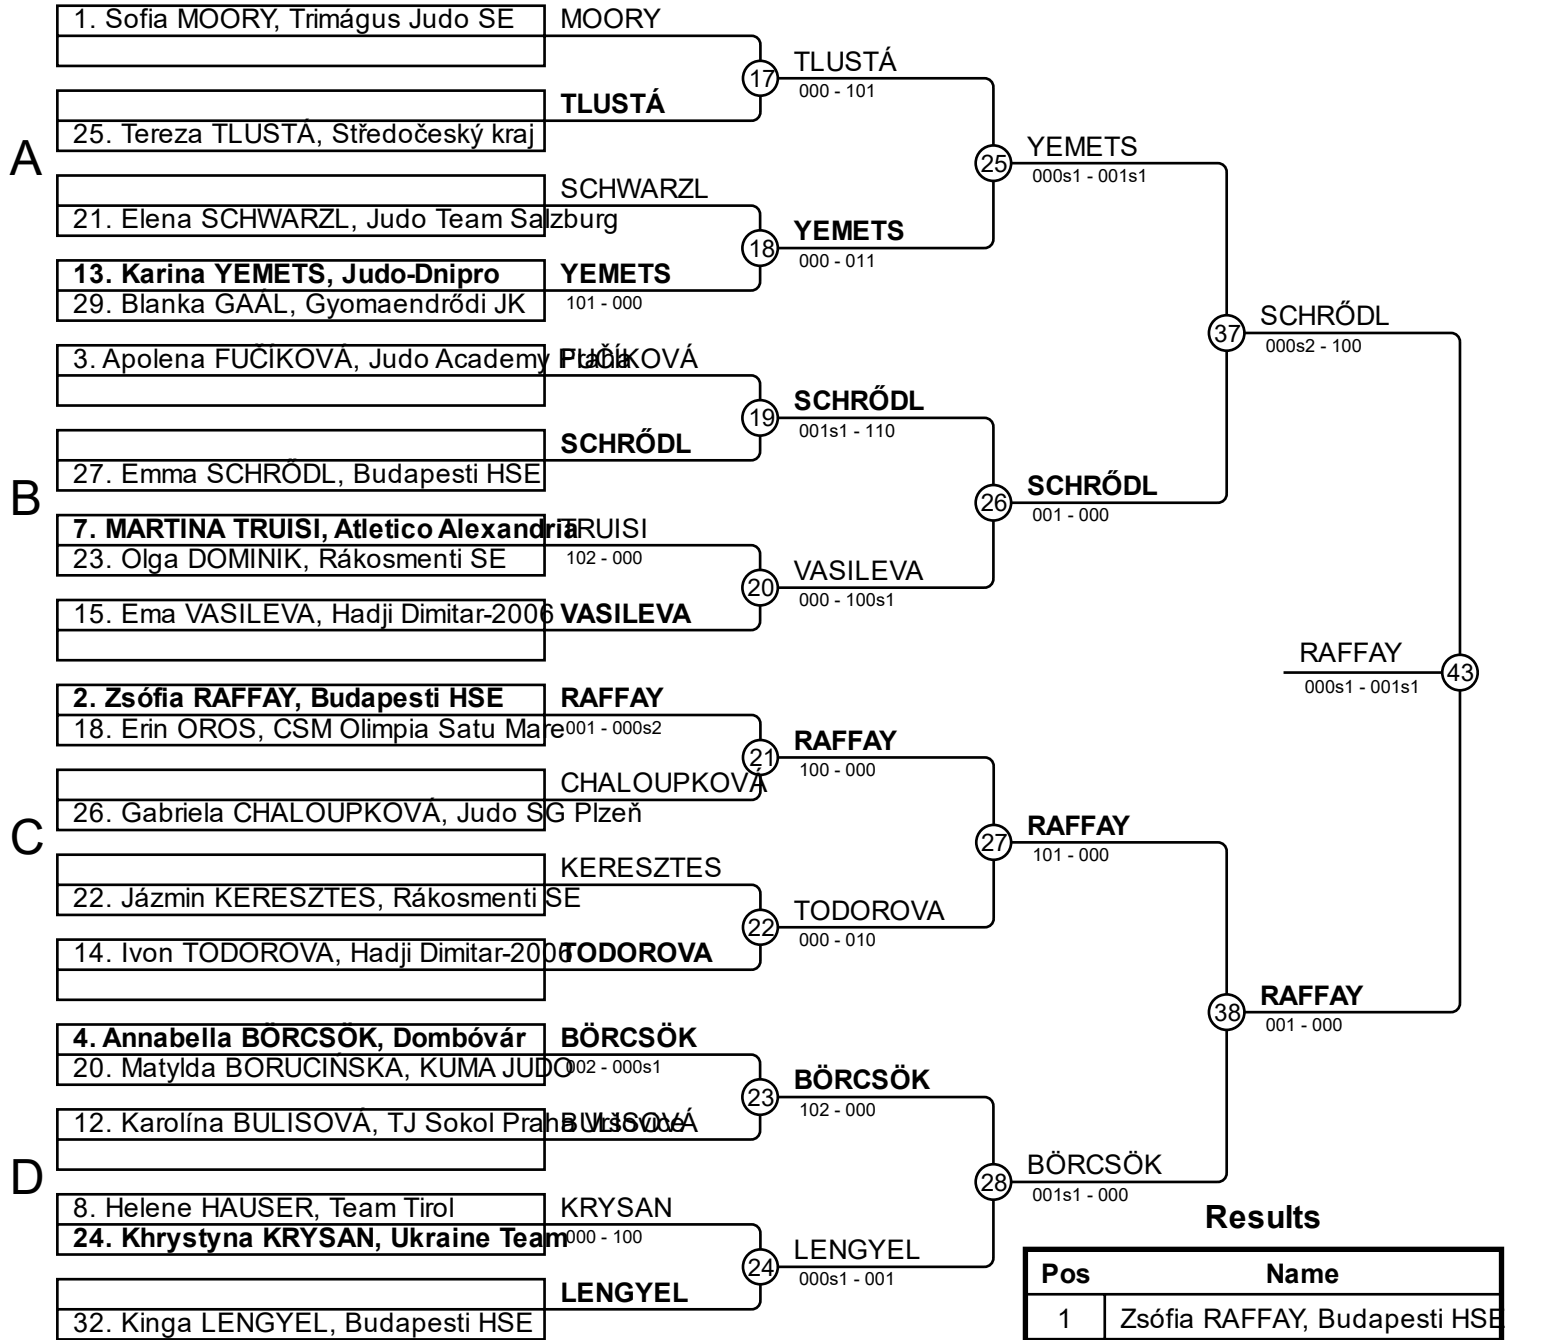 1. Sofia MOORY, Trimágus Judo SE
MOORY
TLUSTÁ
25. Tereza TLUSTÁ, Středočeský kraj
17
TLUSTÁ
000 - 101
A
SCHWARZL
21. Elena SCHWARZL, Judo Team Salzburg
13. Karina YEMETS, Judo-Dnipro
29. Blanka GAÁL, Gyomaendrődi JK
YEMETS
101 - 000
18
YEMETS
000 - 011
25
YEMETS
000s1 - 001s1
3. Apolena FUČÍKOVÁ, Judo Academy Praha
FUČÍKOVÁ
SCHRŐDL
27. Emma SCHRŐDL, Budapesti HSE
19
SCHRŐDL
001s1 - 110
B
7. MARTINA TRUISI, Atletico Alexandria
23. Olga DOMINIK, Rákosmenti SE
TRUISI
102 - 000
15. Ema VASILEVA, Hadji Dimitar-2006
VASILEVA
20
VASILEVA
000 - 100s1
26
SCHRŐDL
001 - 000
37
SCHRŐDL
000s2 - 100
2. Zsófia RAFFAY, Budapesti HSE
18. Erin OROS, CSM Olimpia Satu Mare
RAFFAY
001 - 000s2
CHALOUPKOVÁ
26. Gabriela CHALOUPKOVÁ, Judo SG Plzeň
21
RAFFAY
100 - 000
C
KERESZTES
22. Jázmin KERESZTES, Rákosmenti SE
14. Ivon TODOROVA, Hadji Dimitar-2006
TODOROVA
22
TODOROVA
000 - 010
27
RAFFAY
101 - 000
4. Annabella BÖRCSÖK, Dombóvár
20. Matylda BORUCIŃSKA, KUMA JUDO
BÖRCSÖK
002 - 000s1
12. Karolína BULISOVÁ, TJ Sokol Praha Vršovice
BULISOVÁ
23
BÖRCSÖK
102 - 000
D
8. Helene HAUSER, Team Tirol
24. Khrystyna KRYSAN, Ukraine Team
KRYSAN
000 - 100
LENGYEL
32. Kinga LENGYEL, Budapesti HSE
24
LENGYEL
000s1 - 001
28
BÖRCSÖK
001s1 - 000
38
RAFFAY
001 - 000
RAFFAY
000s1 - 001s1
43
Results
Pos Name
1 Zsófia RAFFAY, Budapesti HSE